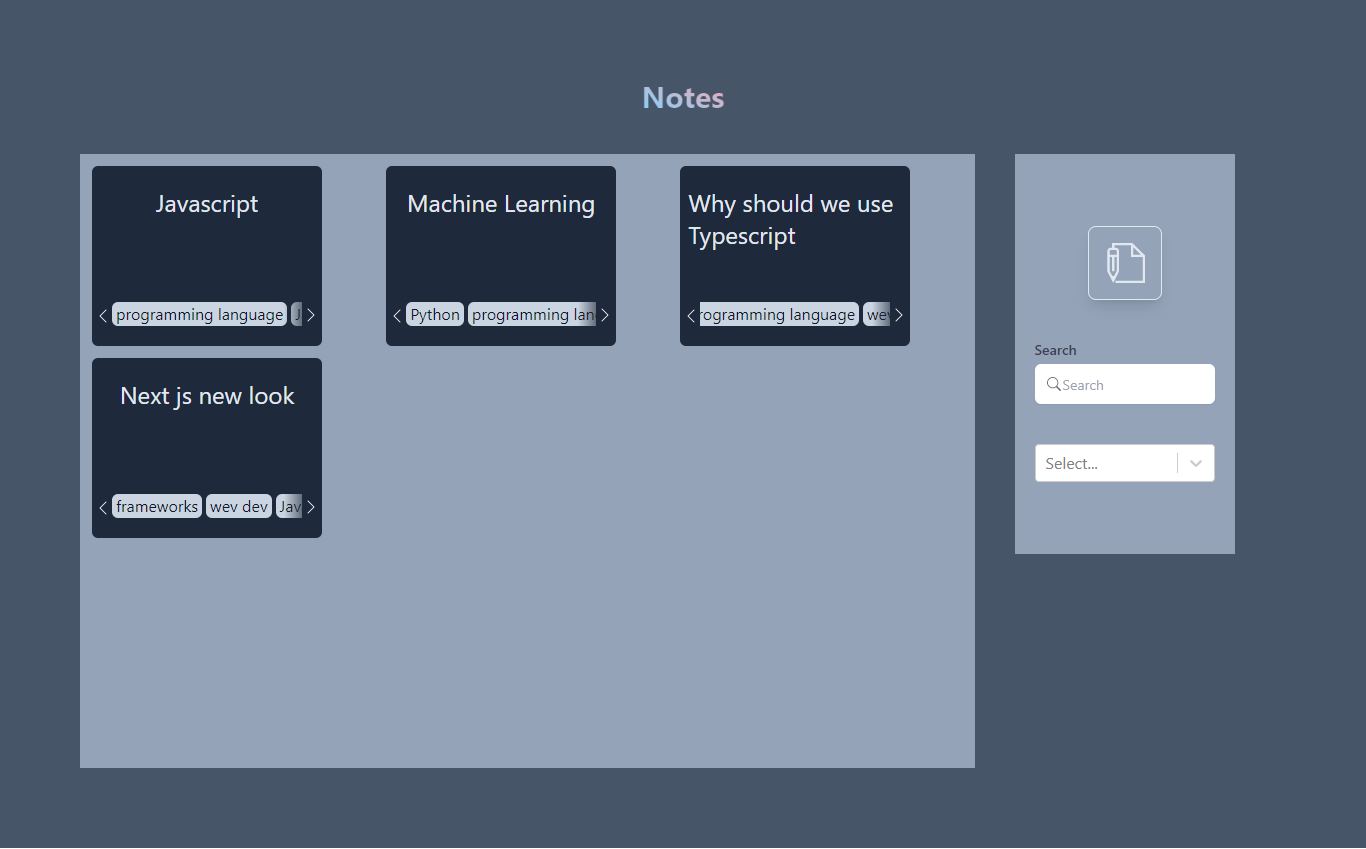 Notes
Javascript
programming language J
Machine Learning
Python programming lan
Why should we use
Typescript
rogramming language wev
Next js new look
frameworks wev dev Jav
Search
Search
Select...